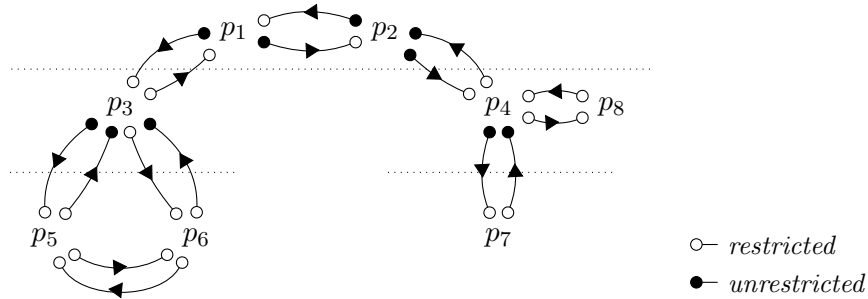 p1 p2
p3 p4 p8
p5 p6 p7
restricted
unrestricted